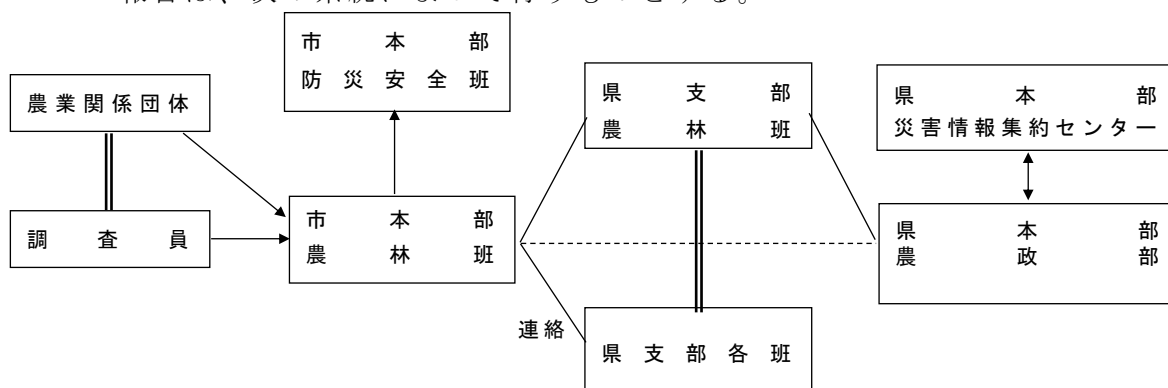 報告は、次の系統によって行うものとする。
市本部
防災安全班
農業関係団体
県支部
農林班
県本部
災害情報集約センター
調査員
市本部
農林班
県本部
農政部
連絡
県支部各班